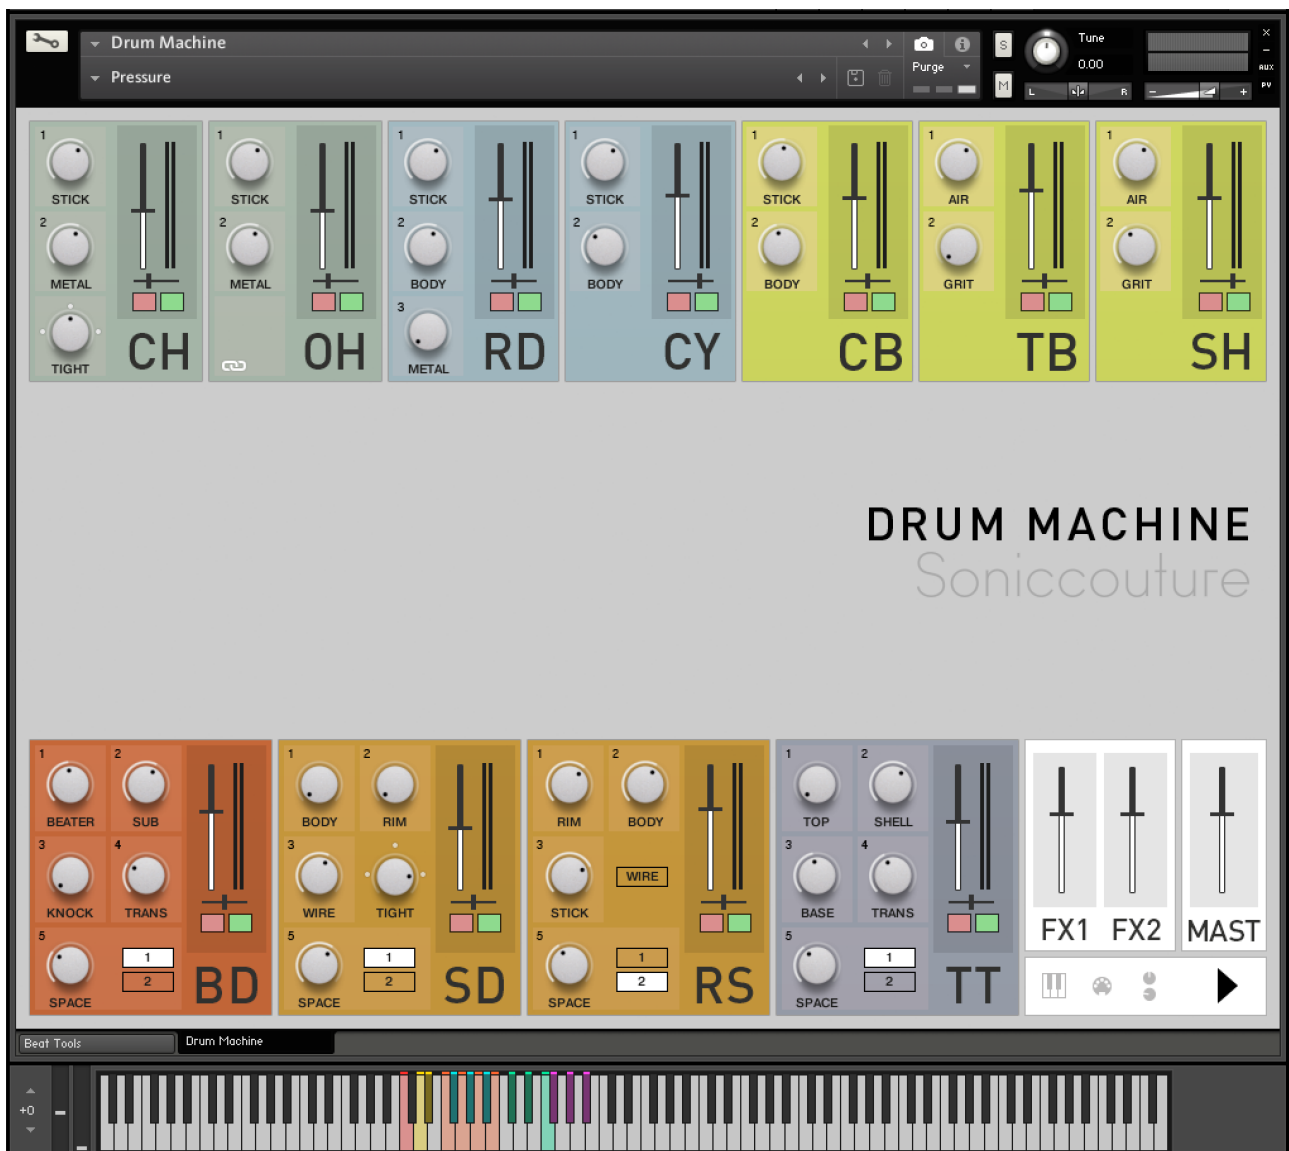 Drum Machine
Pressure
Purge
S
M
Tune
0.00
L R
- +
×
-
AUX
PV
1 STICK
2 METAL
TIGHT
CH
1 STICK
2 METAL
OH
1 STICK
2 BODY
3 METAL
RD
1 STICK
2 BODY
CY
1 STICK
2 BODY
CB
1 AIR
2 GRIT
TB
1 AIR
2 GRIT
SH
DRUM MACHINE
Soniccouture
1 BEATER
2 SUB
3 KNOCK
4 TRANS
5 SPACE
1
2
BD
1 BODY
2 RIM
3 WIRE
TIGHT
5 SPACE
1
2
SD
1 RIM
2 BODY
3 STICK
WIRE
5 SPACE
1
2
RS
1 TOP
2 SHELL
3 BASE
4 TRANS
5 SPACE
1
2
TT
FX1 FX2
MAST
Beat Tools
Drum Machine
+0